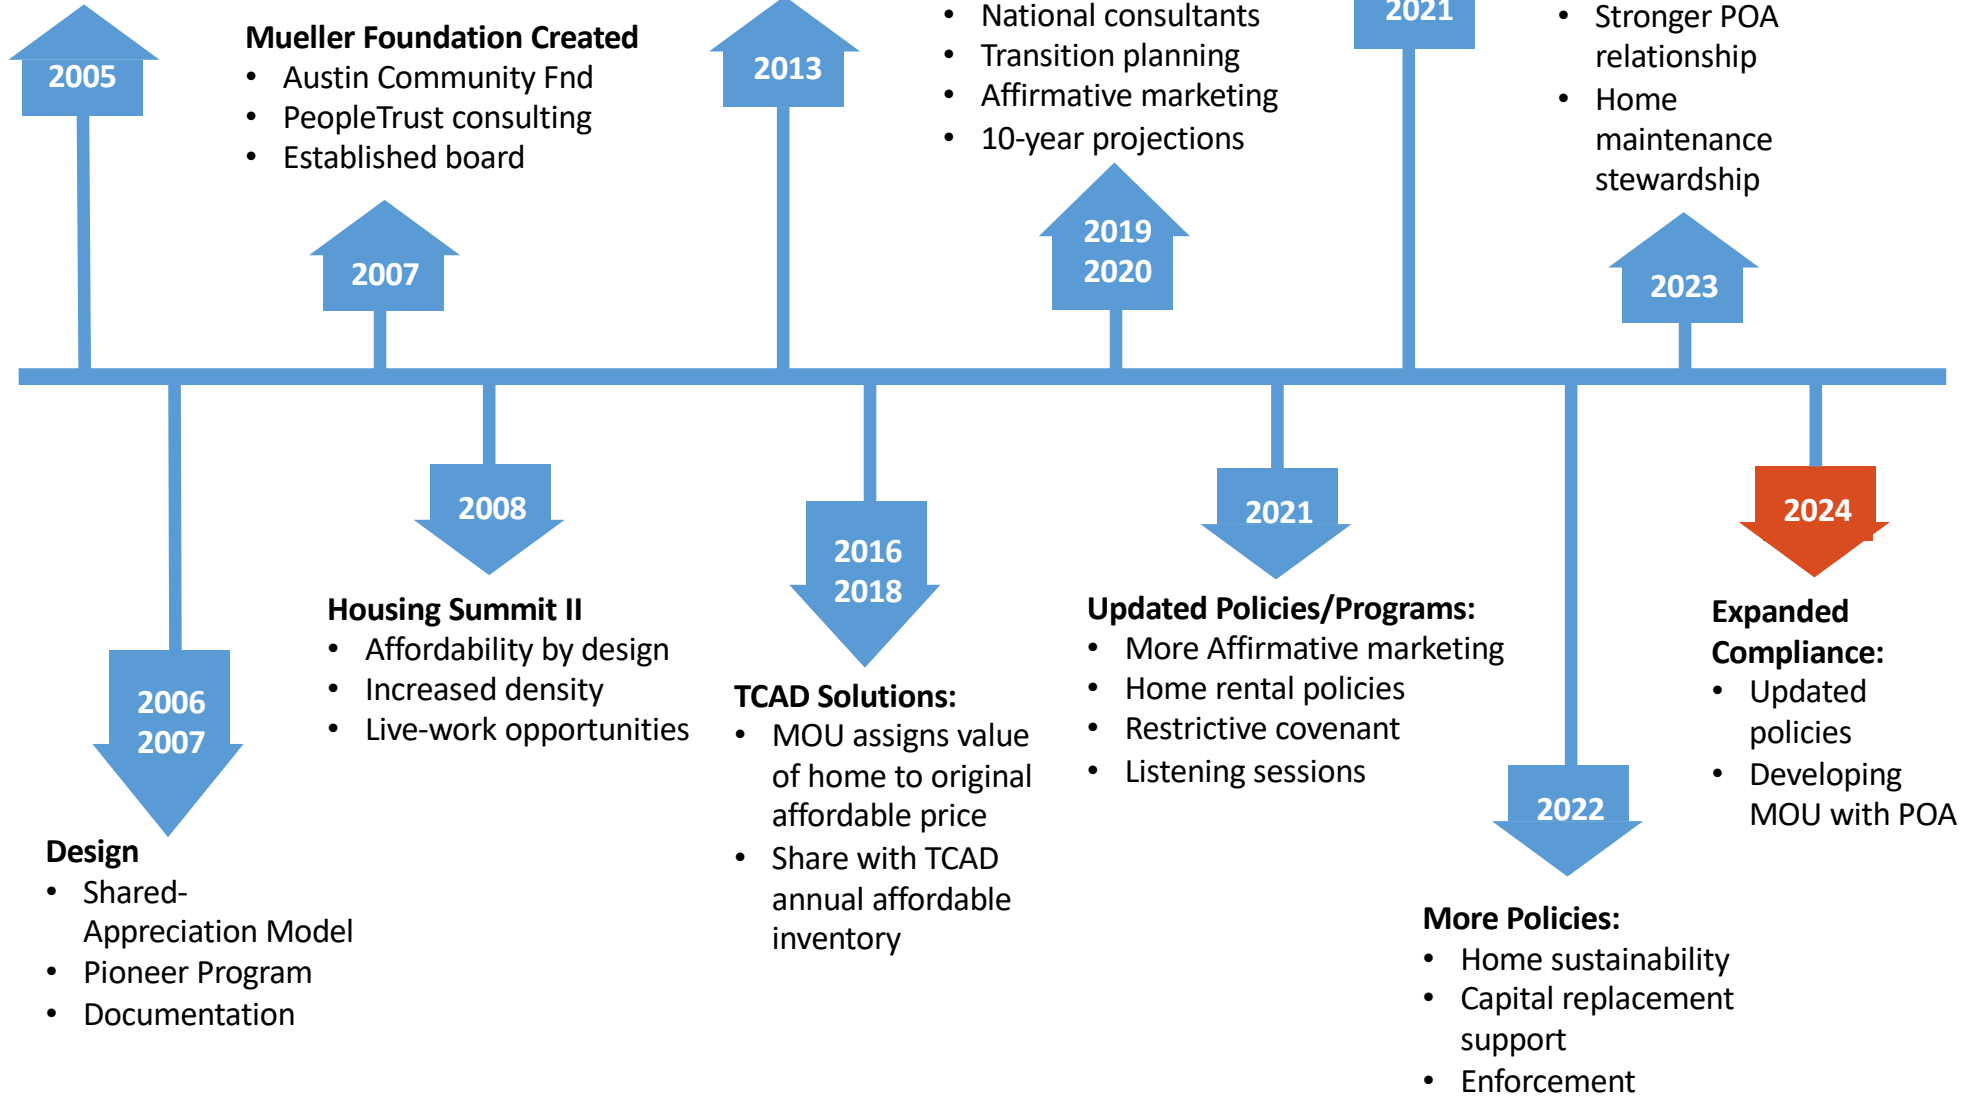 2005
Mueller Foundation Created
• Austin Community Fnd
• PeopleTrust consulting
• Established board
2007
2013
• National consultants
• Transition planning
• Affirmative marketing
• 10-year projections
2019
2020
2021
• Stronger POA
relationship
• Home
maintenance
stewardship
2023
2006
2007
Design
• Shared-
Appreciation Model
• Pioneer Program
• Documentation
2008
Housing Summit II
• Affordability by design
• Increased density
• Live-work opportunities
2016
2018
TCAD Solutions:
• MOU assigns value
of home to original
affordable price
• Share with TCAD
annual affordable
inventory
2021
Updated Policies/Programs:
• More Affirmative marketing
• Home rental policies
• Restrictive covenant
• Listening sessions
2022
More Policies:
• Home sustainability
• Capital replacement
support
• Enforcement
2024
Expanded
Compliance:
• Updated
policies
• Developing
MOU with POA